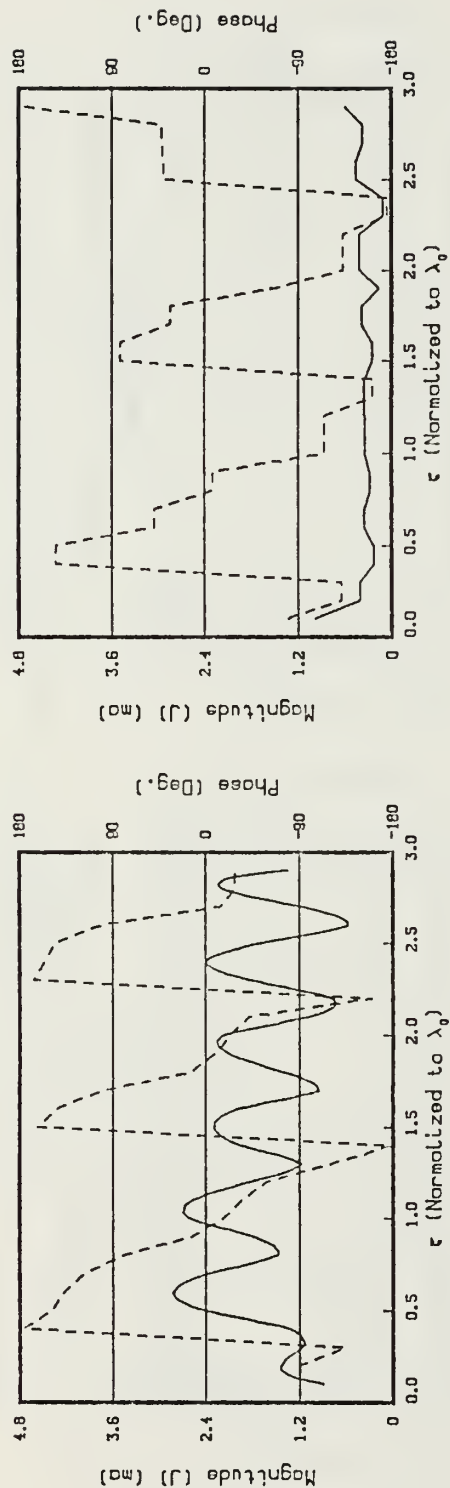 Magnitude (J) (ma)
4.8
3.6
2.4
1.2
0
180
90
0
-90
-180
Phase (Deg.)
0.0 0.5 1.0 1.5 2.0 2.5 3.0
τ (Normalized to λ₀)
Magnitude (J) (ma)
4.8
3.6
2.4
1.2
0
180
90
0
-90
-180
Phase (Deg.)
0.0 0.5 1.0 1.5 2.0 2.5 3.0
τ (Normalized to λ₀)